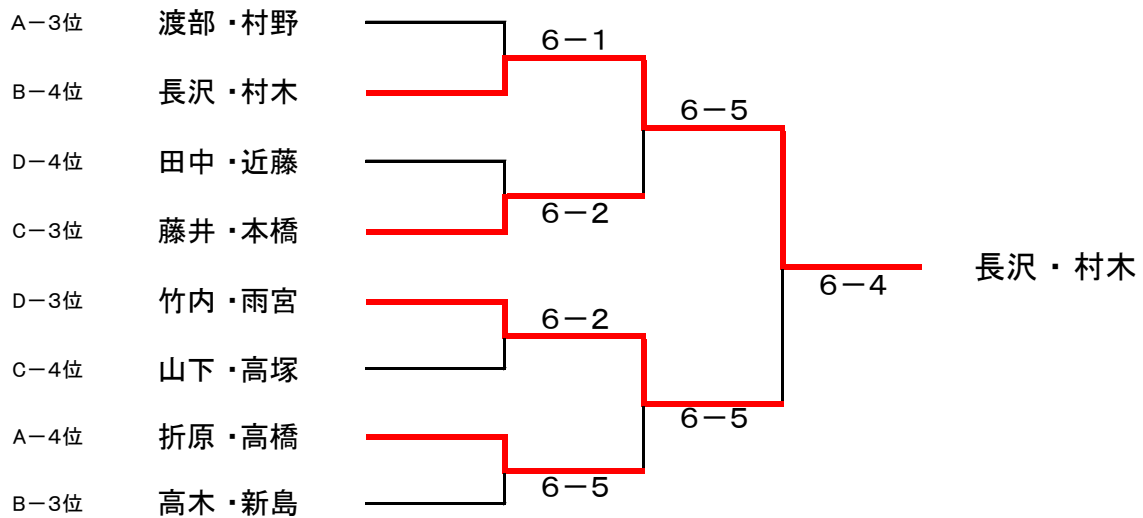 A－3位 渡部・村野
6－1
B－4位 長沢・村木
6－5
D－4位 田中・近藤
6－2
C－3位 藤井・本橋
長沢・村木
6－4
D－3位 竹内・雨宮
6－2
C－4位 山下・高塚
6－5
A－4位 折原・高橋
6－5
B－3位 高木・新島